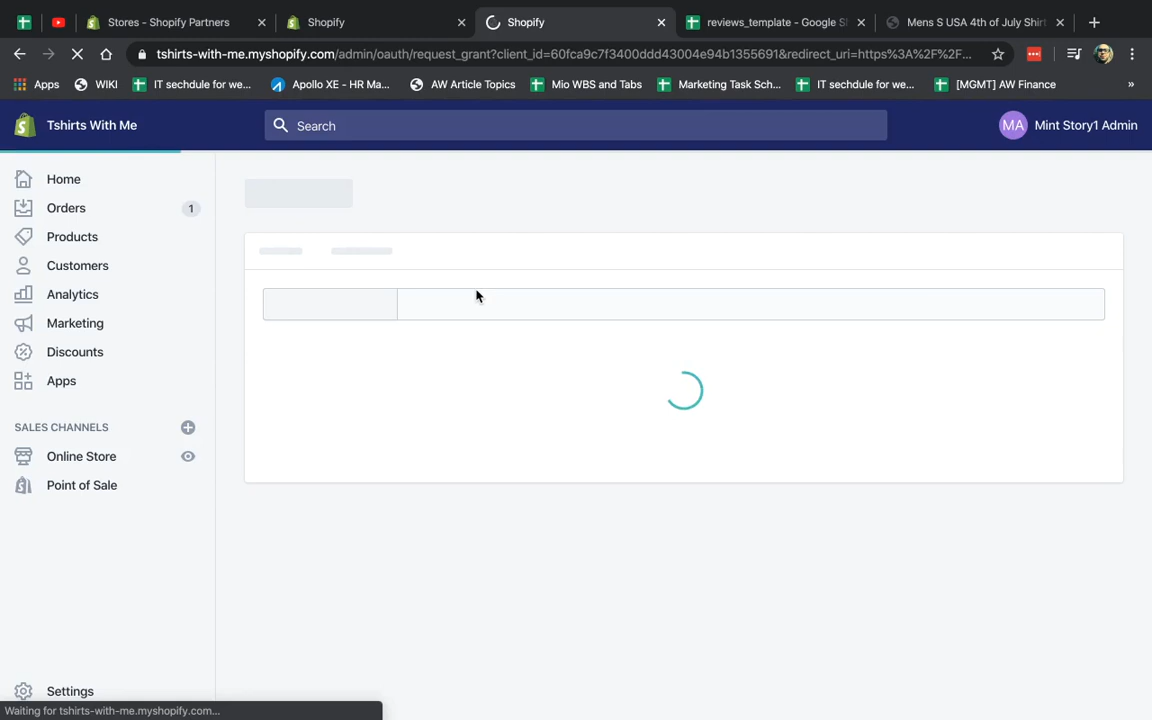 Stores - Shopify Partners
Shopify
Shopify
reviews_template - Google S
Mens S USA 4th of July Shirt
tshirts-with-me.myshopify.com/admin/oauth/request_grant?client_id=60fca9c7f3400ddd43004e94b1355691&redirect_uri=https%3A%2F%2F...
Apps
WIKI
IT sechdule for we...
Apollo XE - HR Ma...
AW Article Topics
Mio WBS and Tabs
Marketing Task Sch...
IT sechdule for we...
[MGMT] AW Finance
»
Tshirts With Me
Search
MA
Mint Story1 Admin
Home
Orders
1
Products
Customers
Analytics
Marketing
Discounts
Apps
SALES CHANNELS
Online Store
Point of Sale
Settings
Waiting for tshirts-with-me.myshopify.com...